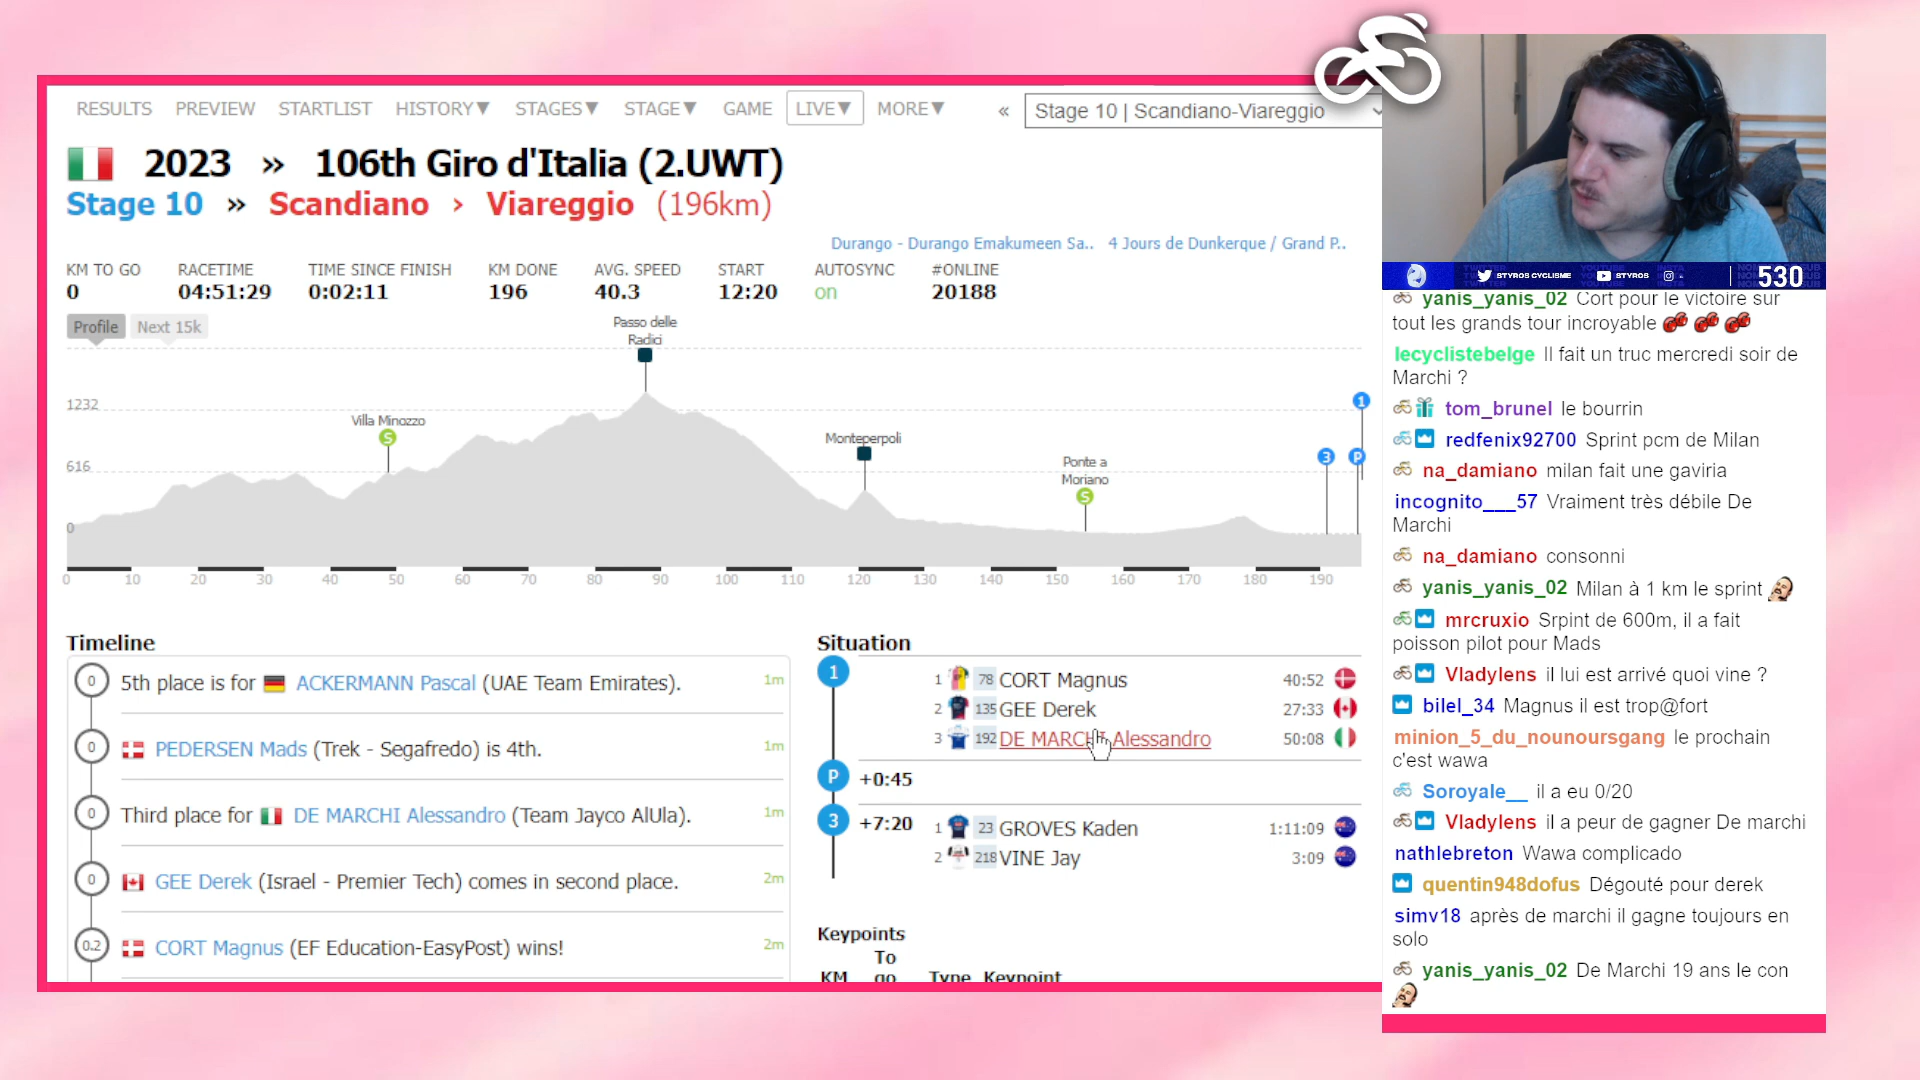 RESULTS PREVIEW STARTLIST HISTORY▼ STAGES▼ STAGE▼ GAME LIVE▼ MORE▼ « Stage 10 | Scandiano-Viareggio
2023 » 106th Giro d'Italia (2.UWT)
Stage 10 » Scandiano › Viareggio (196km)
Durango - Durango Emakumeen Sa.. 4 Jours de Dunkerque / Grand P..
KM TO GO RACETIME TIME SINCE FINISH KM DONE AVG. SPEED START AUTOSYNC #ONLINE
0 04:51:29 0:02:11 196 40.3 12:20 on 20188
Profile Next 15k
Passo delle
Radici
1232
616
0
Villa Minozzo
S
Monteperpoli
Ponte a
Moriano
S
3 P 1
0 10 20 30 40 50 60 70 80 90 100 110 120 130 140 150 160 170 180 190
Timeline
0 5th place is for ACKERMANN Pascal (UAE Team Emirates). 1m
0 PEDERSEN Mads (Trek - Segafredo) is 4th. 1m
0 Third place for DE MARCHI Alessandro (Team Jayco AlUla). 1m
0 GEE Derek (Israel - Premier Tech) comes in second place. 2m
0.2 CORT Magnus (EF Education-EasyPost) wins! 2m
Situation
1
1 78 CORT Magnus 40:52
2 135 GEE Derek 27:33
3 192 DE MARCHI Alessandro 50:08
P +0:45
3 +7:20 1 23 GROVES Kaden 1:11:09
2 218 VINE Jay 3:09
Keypoints
To
KM go Type Keypoint
STYROS CYCLISME STYROS 530
yanis_yanis_02 Cort pour le victoire sur
tout les grands tour incroyable
lecyclistebelge Il fait un truc mercredi soir de
Marchi ?
tom_brunel le bourrin
redfenix92700 Sprint pcm de Milan
na_damiano milan fait une gaviria
incognito___57 Vraiment très débile De
Marchi
na_damiano consonni
yanis_yanis_02 Milan à 1 km le sprint
mrcruxio Srpint de 600m, il a fait
poisson pilot pour Mads
Vladylens il lui est arrivé quoi vine ?
bilel_34 Magnus il est trop@fort
minion_5_du_nounoursgang le prochain
c'est wawa
Soroyale__ il a eu 0/20
Vladylens il a peur de gagner De marchi
nathlebreton Wawa complicado
quentin948dofus Dégouté pour derek
simv18 après de marchi il gagne toujours en
solo
yanis_yanis_02 De Marchi 19 ans le con